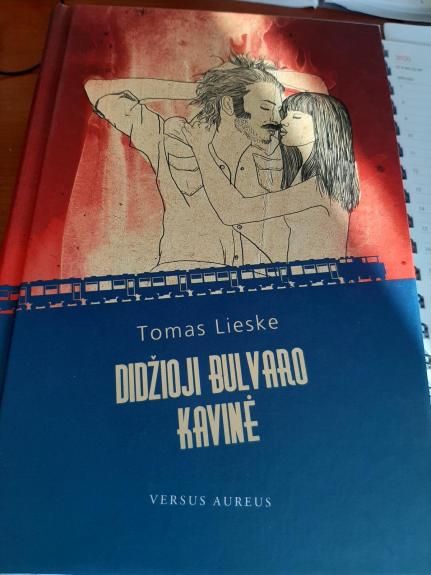 Tomas Lieske
DIDŽIOJI BULVARO
KAVINĖ
VERSUS AUREUS